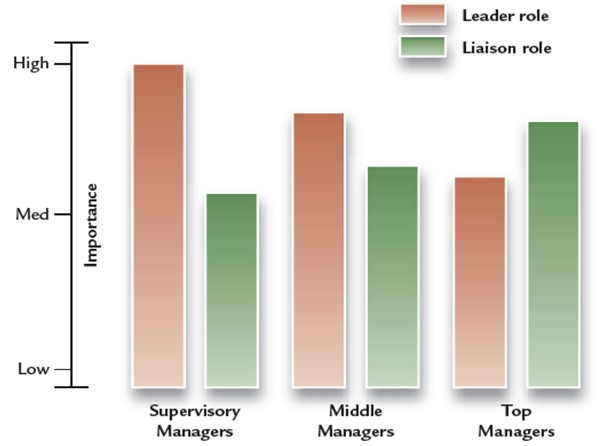 Leader role
Liaison role
High
Med
Low
Importance
Supervisory
Managers
Middle
Managers
Top
Managers